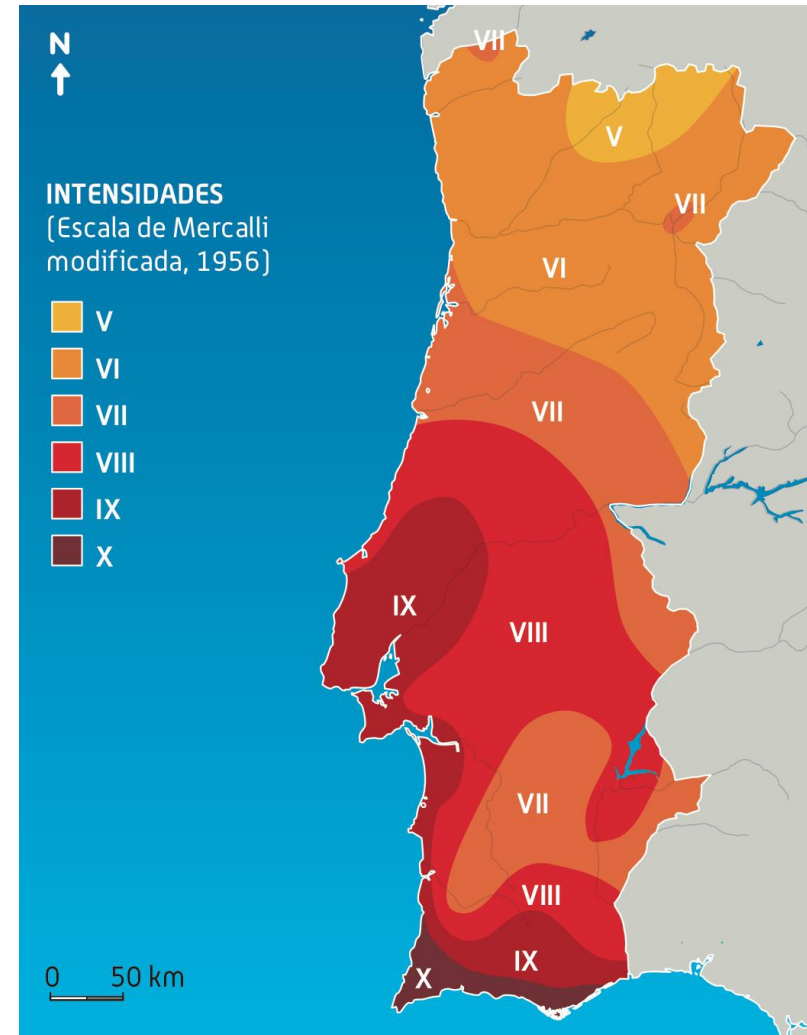 N
INTENSIDADES
(Escala de Mercalli
modificada, 1956)
V
VI
VII
VIII
IX
X
0 50 km
VII
V
VII
VI
VII
IX
VIII
VII
VIII
IX
X